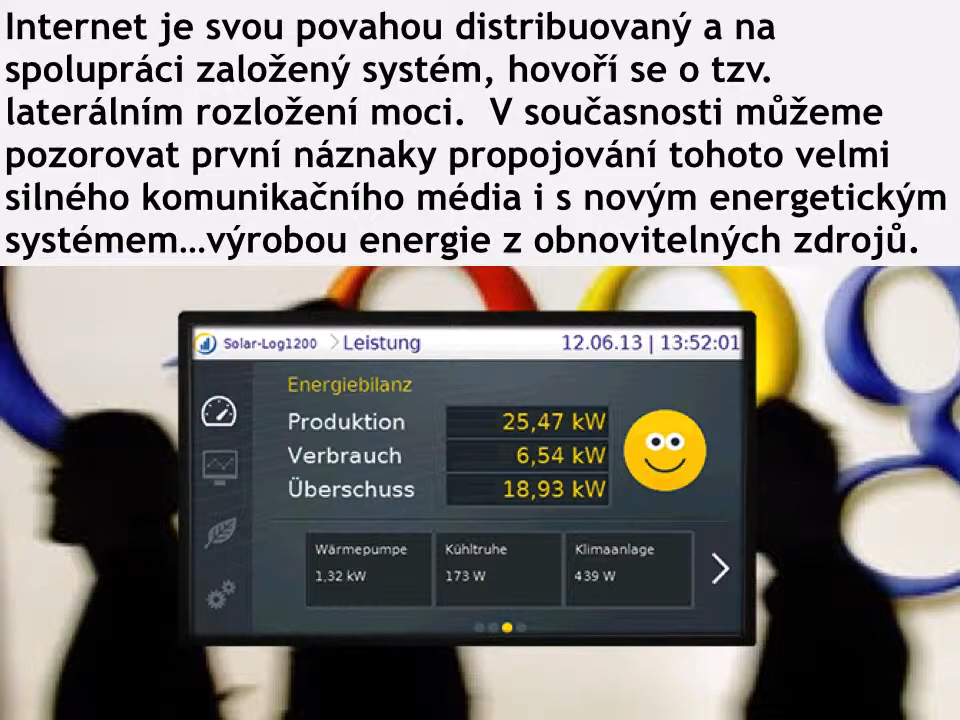 Internet je svou povahou distribuovaný a na
spolupráci založený systém, hovoří se o tzv.
laterálním rozložení moci.  V současnosti můžeme
pozorovat první náznaky propojování tohoto velmi
silného komunikačního média i s novým energetickým
systémem…výrobou energie z obnovitelných zdrojů.
Solar-Log1200 Leistung 12.06.13 | 13:52:01
Energiebilanz
Produktion 25,47 kW
Verbrauch 6,54 kW
Überschuss 18,93 kW
Wärmepumpe Kühltruhe Klimaanlage
1,32 kW 173 W 439 W